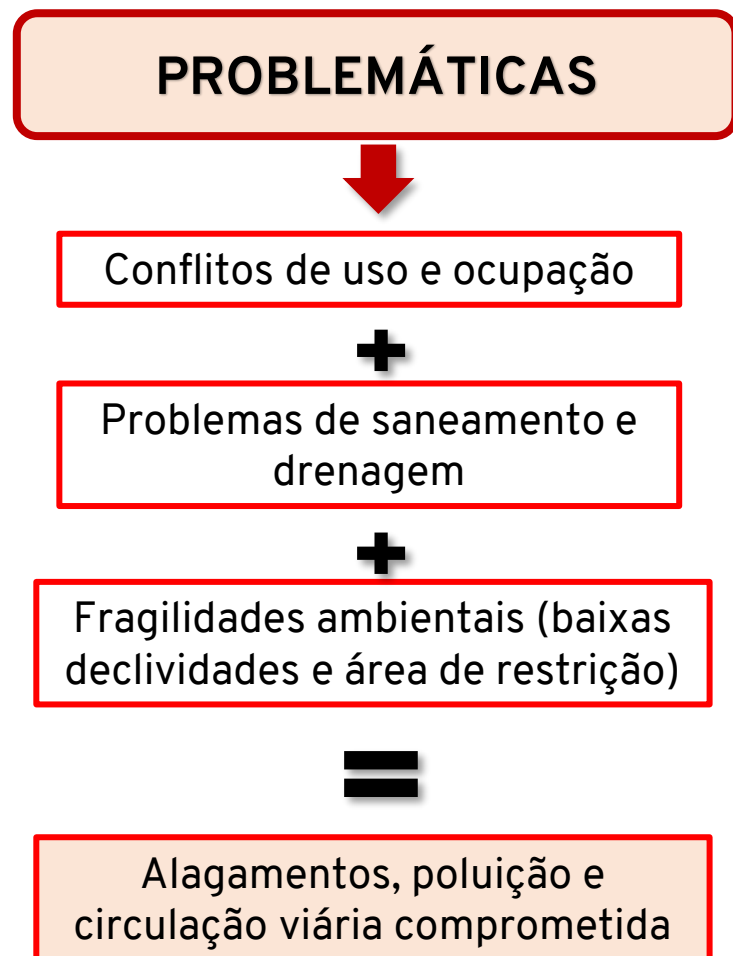 PROBLEMÁTICAS
Conflitos de uso e ocupação
+
Problemas de saneamento e
drenagem
+
Fragilidades ambientais (baixas
declividades e área de restrição)
=
Alagamentos, poluição e
circulação viária comprometida